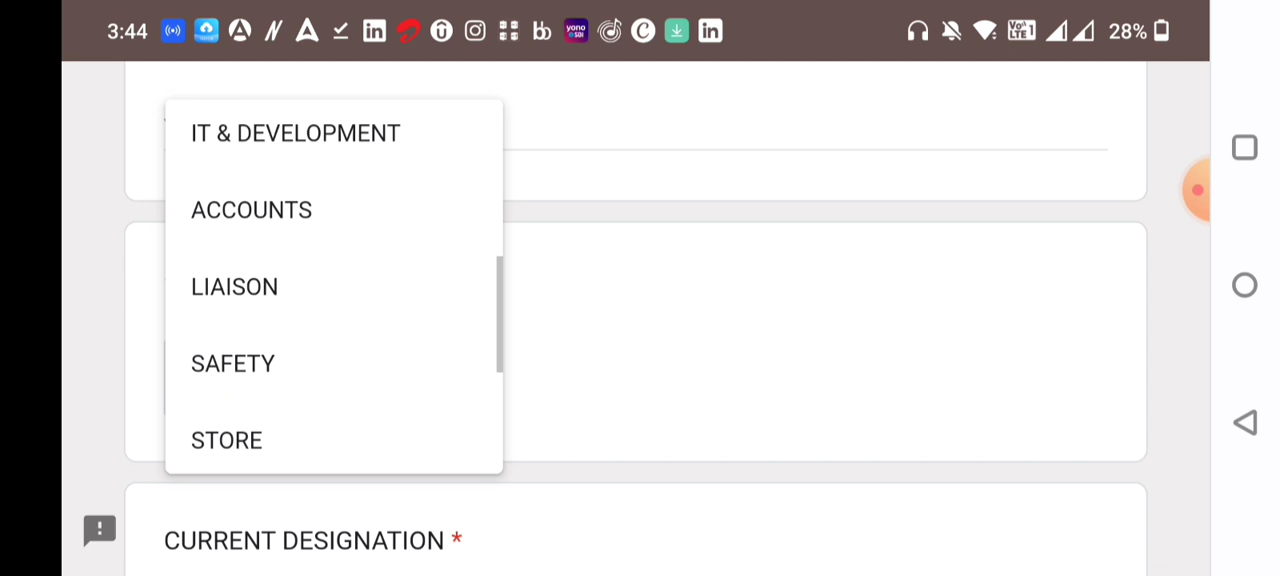 3:44 28%
IT & DEVELOPMENT
ACCOUNTS
LIAISON
SAFETY
STORE
CURRENT DESIGNATION *